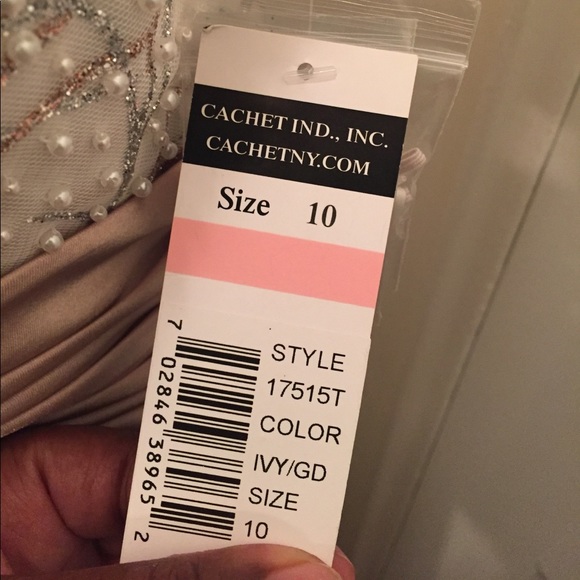 CACHET IND., INC.
CACHETNY.COM
Size 10
STYLE
17515T
COLOR
IVY/GD
SIZE
10
7 02846 38965 2